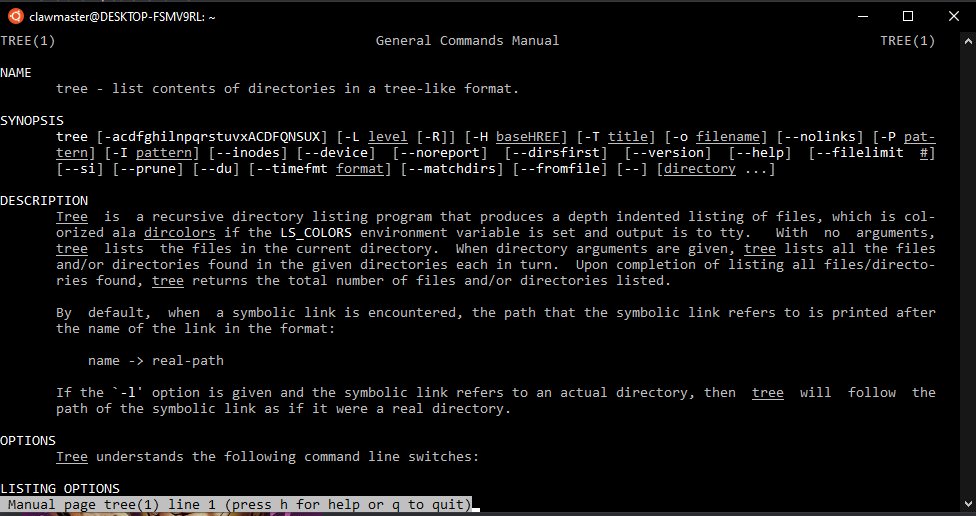 clawmaster@DESKTOP-FSMV9RL: ~
TREE(1) General Commands Manual TREE(1)
NAME
tree - list contents of directories in a tree-like format.
SYNOPSIS
tree [-acdfghilnpqrstuvxACDFQNSUX] [-L level [-R]] [-H baseHREF] [-T title] [-o filename] [--nolinks] [-P pat-
tern] [-I pattern] [--inodes] [--device] [--noreport] [--dirsfirst] [--version] [--help] [--filelimit #]
[--si] [--prune] [--du] [--timefmt format] [--matchdirs] [--fromfile] [--] [directory ...]
DESCRIPTION
Tree is a recursive directory listing program that produces a depth indented listing of files, which is col-
orized ala dircolors if the LS_COLORS environment variable is set and output is to tty. With no arguments,
tree lists the files in the current directory. When directory arguments are given, tree lists all the files
and/or directories found in the given directories each in turn. Upon completion of listing all files/directo-
ries found, tree returns the total number of files and/or directories listed.
By default, when a symbolic link is encountered, the path that the symbolic link refers to is printed after
the name of the link in the format:
name -> real-path
If the `-l' option is given and the symbolic link refers to an actual directory, then tree will follow the
path of the symbolic link as if it were a real directory.
OPTIONS
Tree understands the following command line switches:
LISTING OPTIONS
Manual page tree(1) line 1 (press h for help or q to quit)